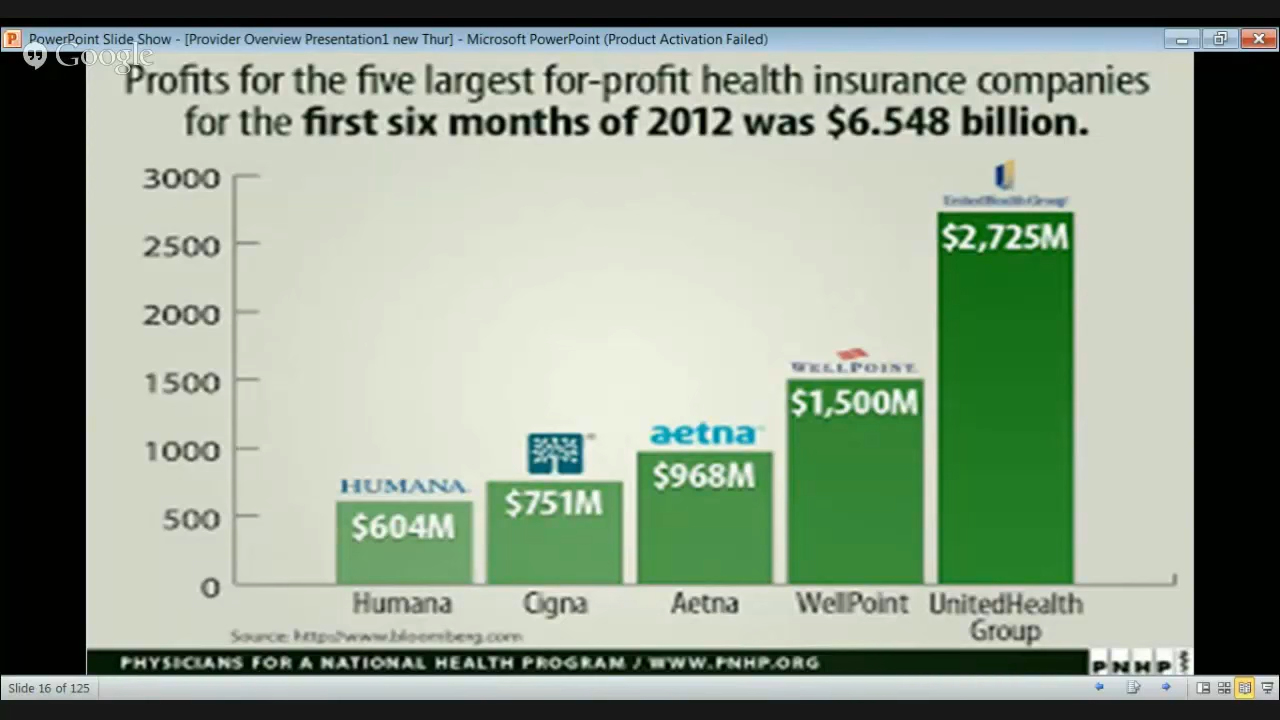 PowerPoint Slide Show - [Provider Overview Presentation1 new Thur] - Microsoft PowerPoint (Product Activation Failed)
Google
Profits for the five largest for-profit health insurance companies
for the first six months of 2012 was $6.548 billion.
3000
2500
2000
1500
1000
500
0
HUMANA
$604M
$751M
aetna
$968M
WELLPOINT
$1,500M
UnitedHealth Group
$2,725M
Humana
Cigna
Aetna
WellPoint
UnitedHealth
Group
Source: http://www.bloomberg.com
PHYSICIANS FOR A NATIONAL HEALTH PROGRAM / WWW.PNHP.ORG
PNHP
Slide 16 of 125